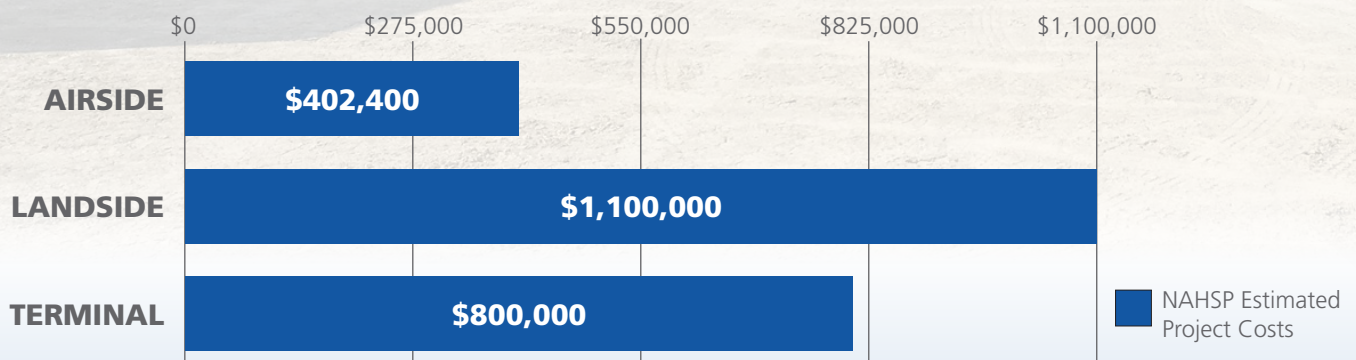 $0 $275,000 $550,000 $825,000 $1,100,000
AIRSIDE $402,400
LANDSIDE $1,100,000
TERMINAL $800,000
NAHSP Estimated
Project Costs